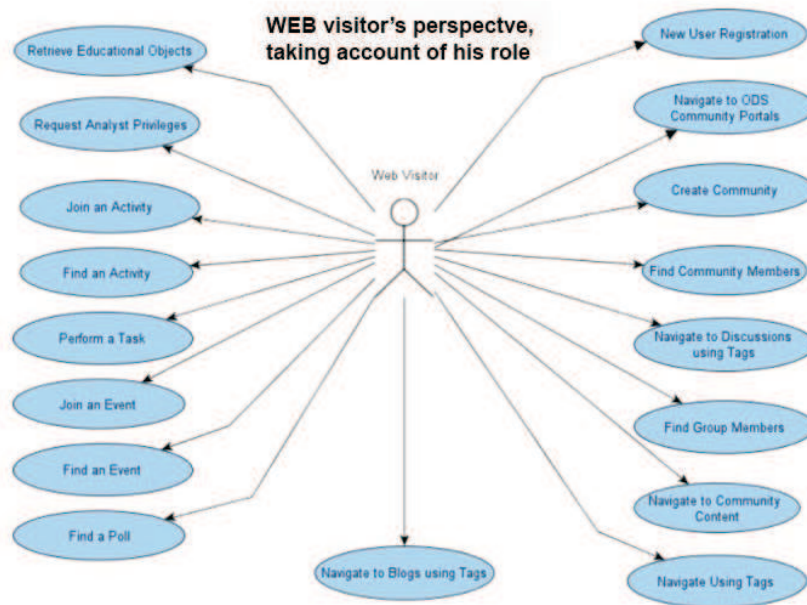 WEB visitor's perspectve,
taking account of his role
Retrieve Educational Objects
Request Analyst Privileges
Join an Activity
Find an Activity
Perform a Task
Join an Event
Find an Event
Find a Poll
Web Visitor
Navigate to Blogs using Tags
New User Registration
Navigate to ODS
Community Portals
Create Community
Find Community Members
Navigate to Discussions
using Tags
Find Group Members
Navigate to Community
Content
Navigate Using Tags